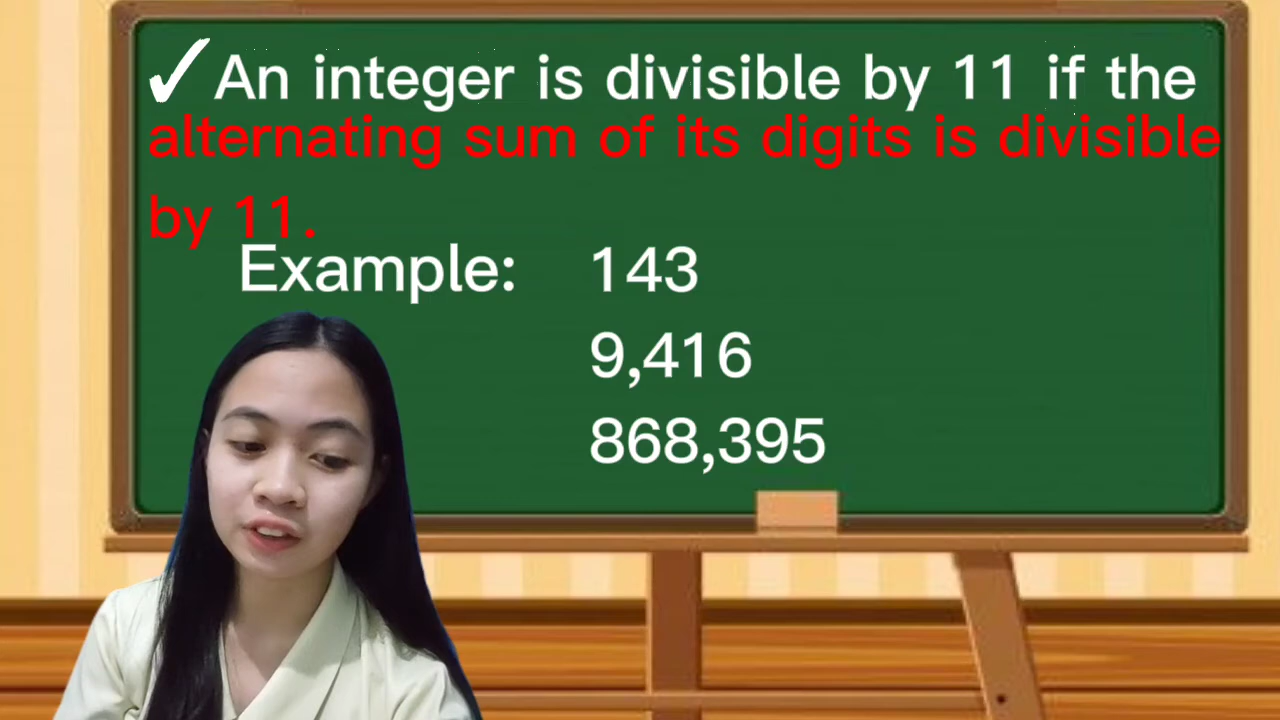 ✓An integer is divisible by 11 if the
alternating sum of its digits is divisible
by 11.
Example: 143
9,416
868,395